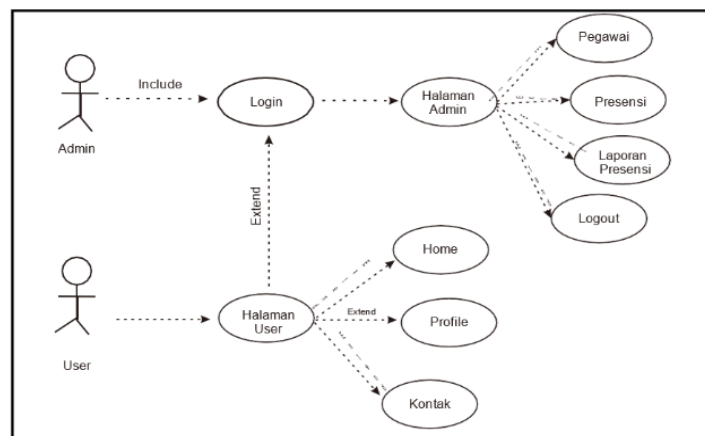 Pegawai
Include
Login
Halaman
Admin
Presensi
Admin
Laporan
Presensi
Extend
Logout
Home
Halaman
User
Extend
Profile
User
Kontak